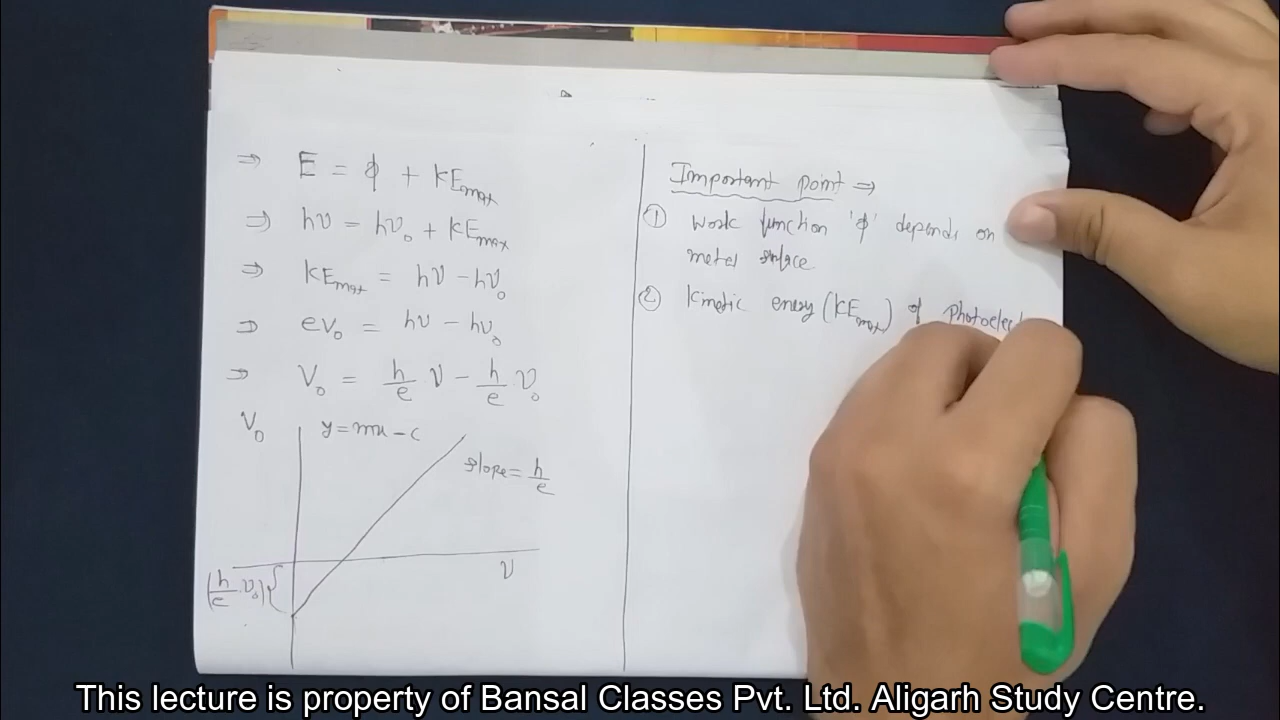 ⇒ E = ϕ + KEmax
⇒ hν = hν₀ + KEmax
⇒ KEmax = hν − hν₀
⇒ eV₀ = hν − hν₀
⇒ V₀ = h/e ν − h/e . ν₀
V₀
y = mx − c
slope = h/e
ν
|h/e . ν₀|
Important point ⇒
① Work function 'ϕ' depends on
metal surface
② Kinetic energy (KEmax) of Photoelect
This lecture is property of Bansal Classes Pvt. Ltd. Aligarh Study Centre.